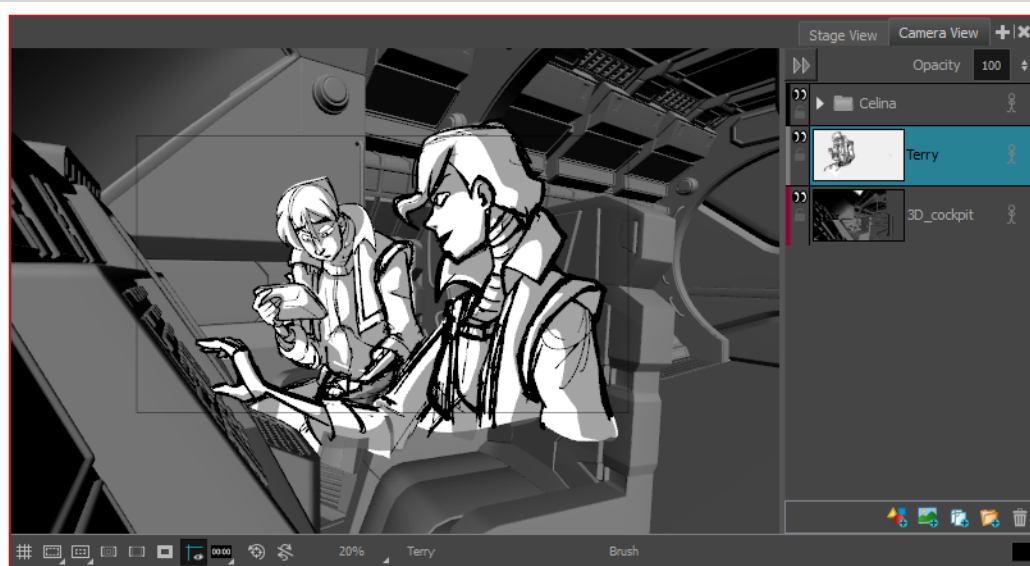 Stage View
Camera View
Opacity 100
Celina
Terry
3D_cockpit
00:00
20% Terry Brush